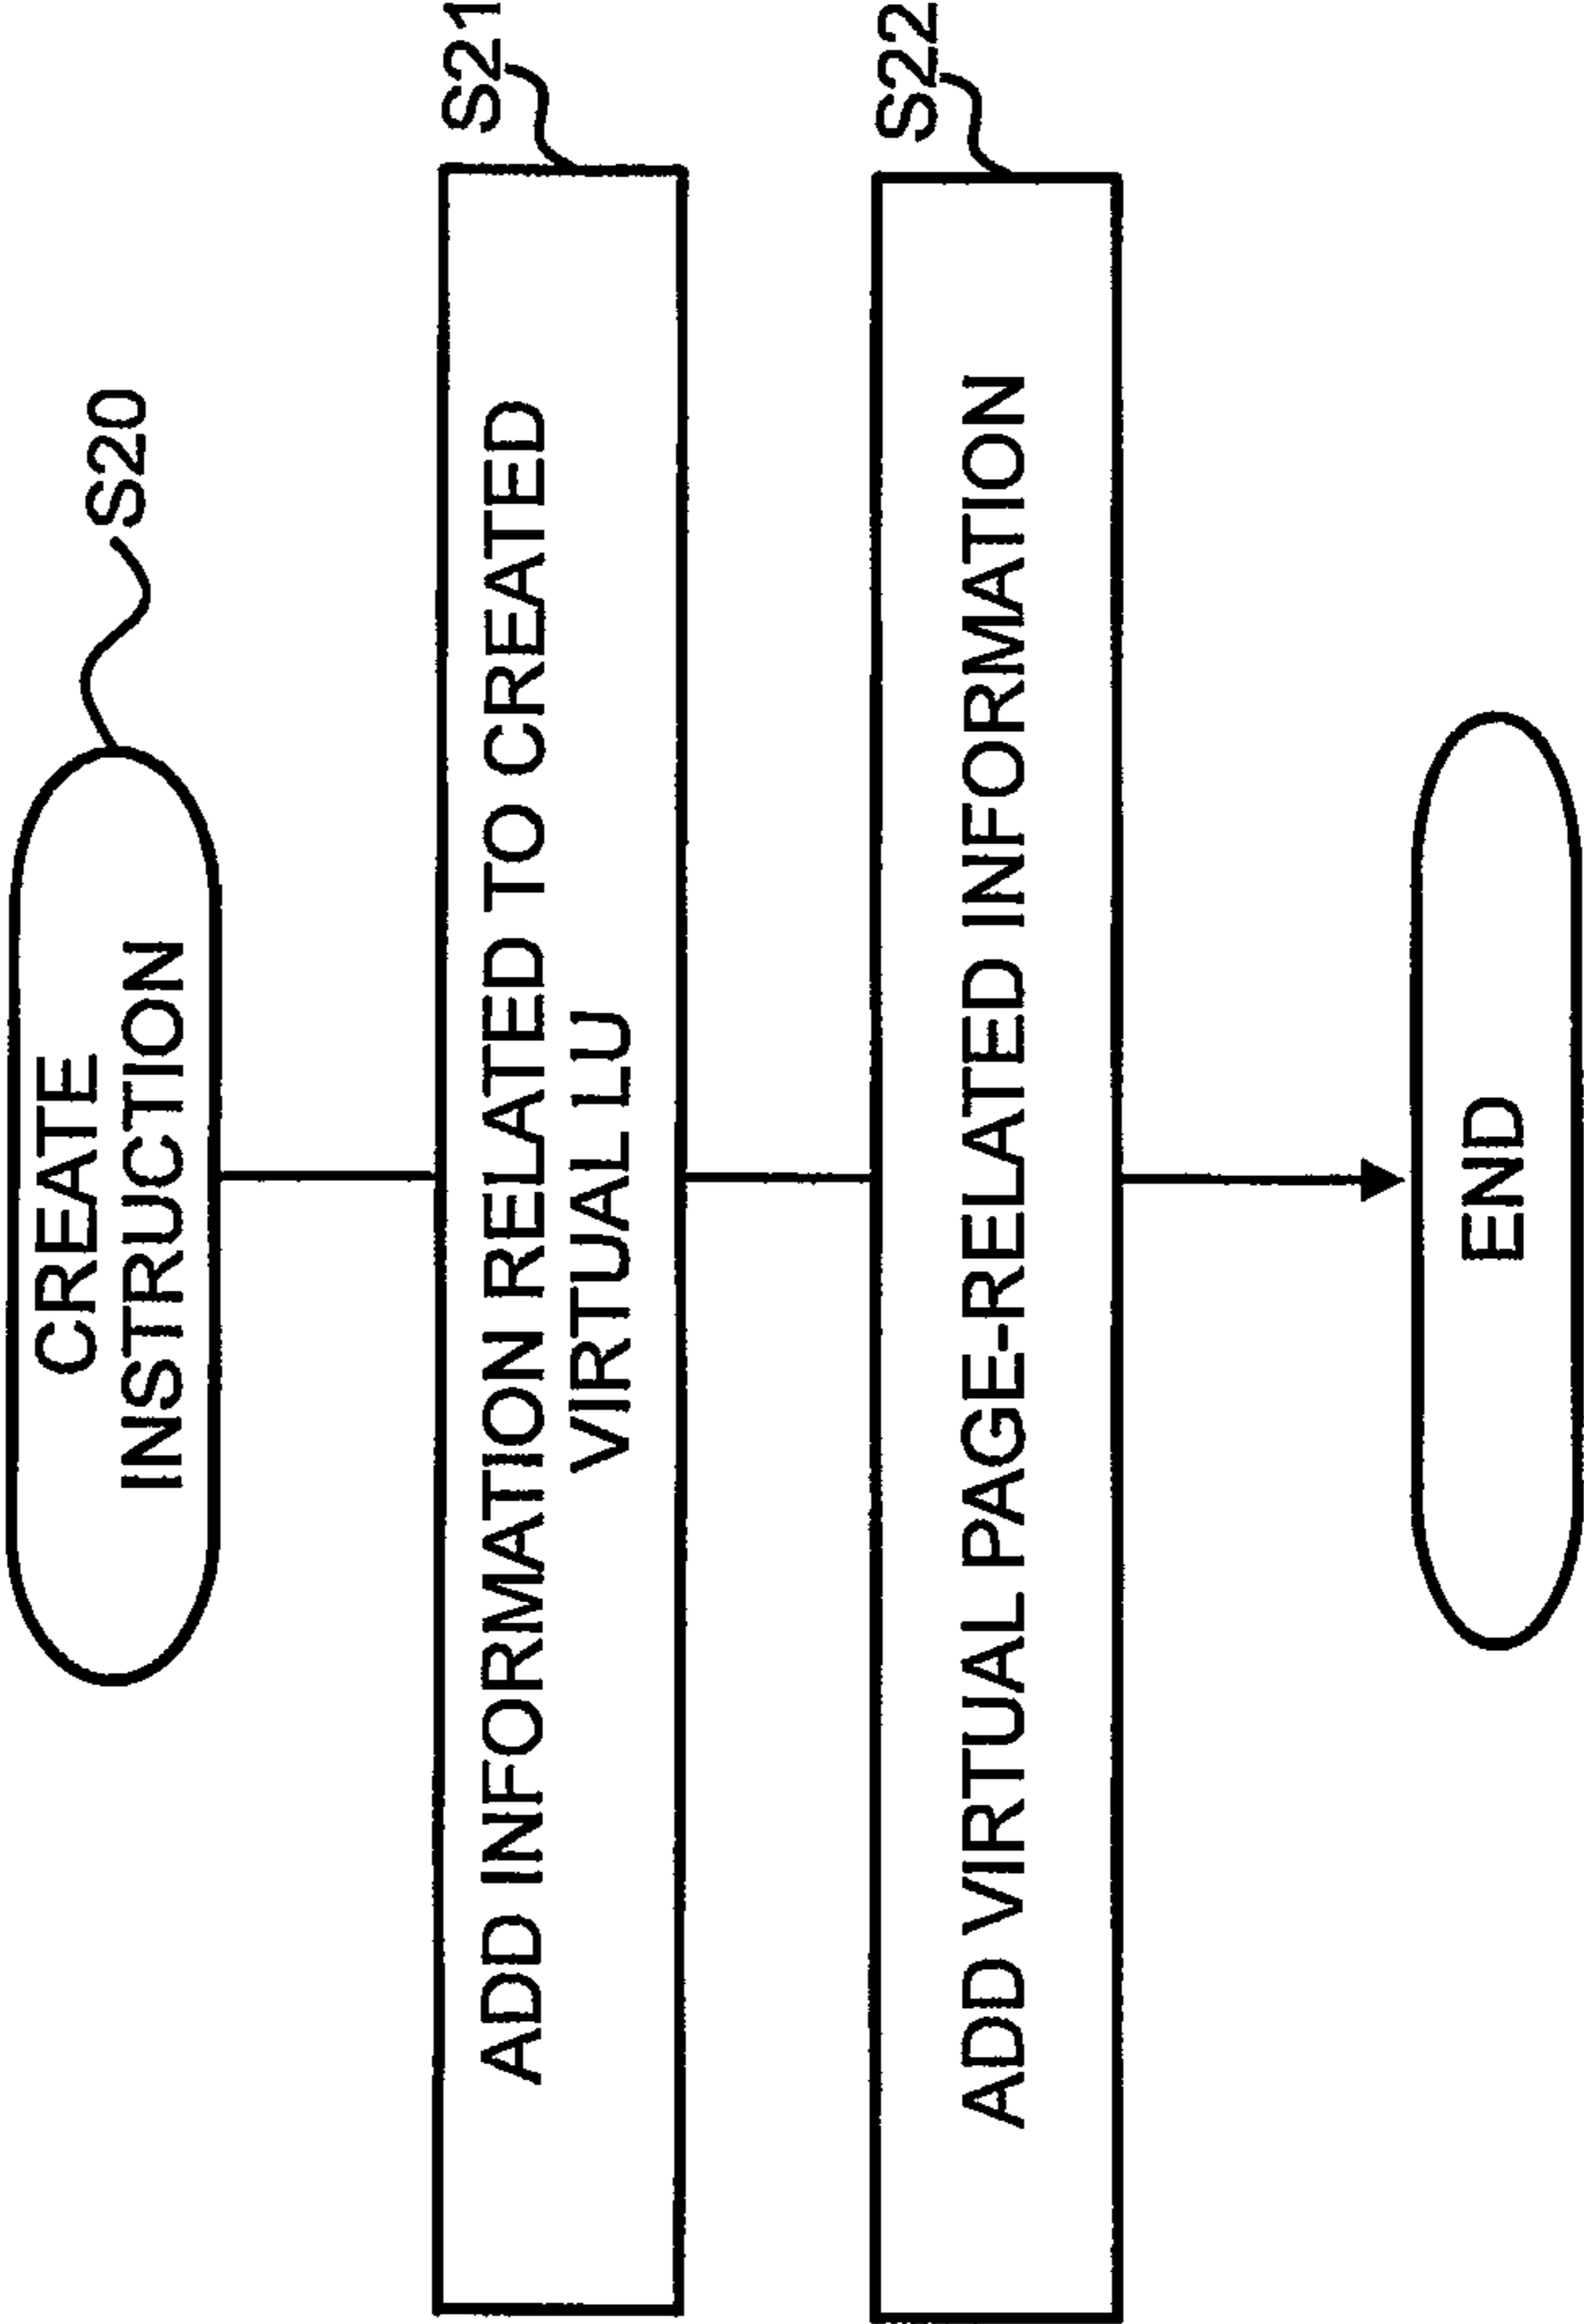 CREATE
INSTRUCTION
S20
ADD INFORMATION RELATED TO CREATED
VIRTUAL LU
S21
ADD VIRTUAL PAGE-RELATED INFORMATION
S22
END